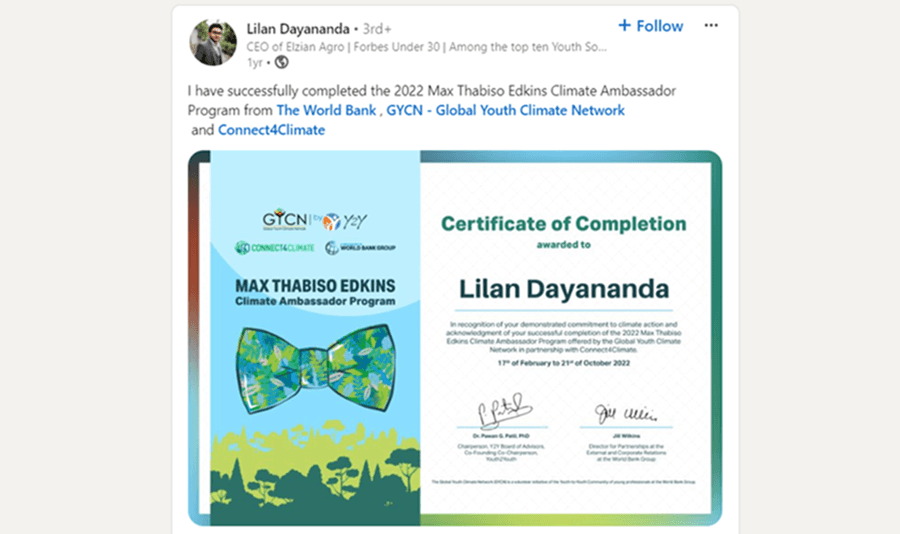 Lilan Dayananda • 3rd+
+ Follow
CEO of Elzian Agro | Forbes Under 30 | Among the top ten Youth So...
1yr •
I have successfully completed the 2022 Max Thabiso Edkins Climate Ambassador
Program from The World Bank , GYCN - Global Youth Climate Network
and Connect4Climate
GYCN | by Y2Y
CONNECT4CLIMATE
WORLD BANK GROUP
MAX THABISO EDKINS
Climate Ambassador Program
Certificate of Completion
awarded to
Lilan Dayananda
In recognition of your demonstrated commitment to climate action and
acknowledgment of your successful completion of the 2022 Max Thabiso
Edkins Climate Ambassador Program offered by the Global Youth Climate
Network in partnership with Connect4Climate.
17th of February to 21st of October 2022
Dr. Pawan G. Patil, PhD
Chairperson, Y2Y Board of Advisors,
Co-Founding Co-Chairperson,
Youth2Youth
Jill Wilkins
Director for Partnerships at the
External and Corporate Relations
at the World Bank Group
The Global Youth Climate Network (GYCN) is a volunteer initiative of the Youth to Youth Community of young professionals at the World Bank Group